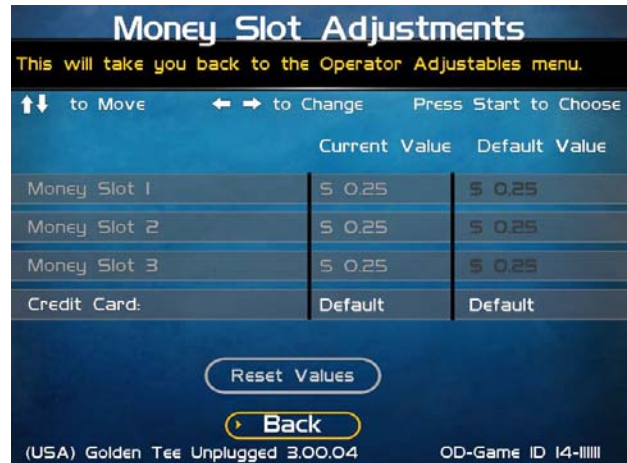 Money Slot Adjustments
This will take you back to the Operator Adjustables menu.
↑↓ to Move ← → to Change Press Start to Choose
Current Value Default Value
Money Slot 1 $ 0.25 $ 0.25
Money Slot 2 $ 0.25 $ 0.25
Money Slot 3 $ 0.25 $ 0.25
Credit Card: Default Default
Reset Values
Back
(USA) Golden Tee Unplugged 3.00.04 OD-Game ID 14-111111